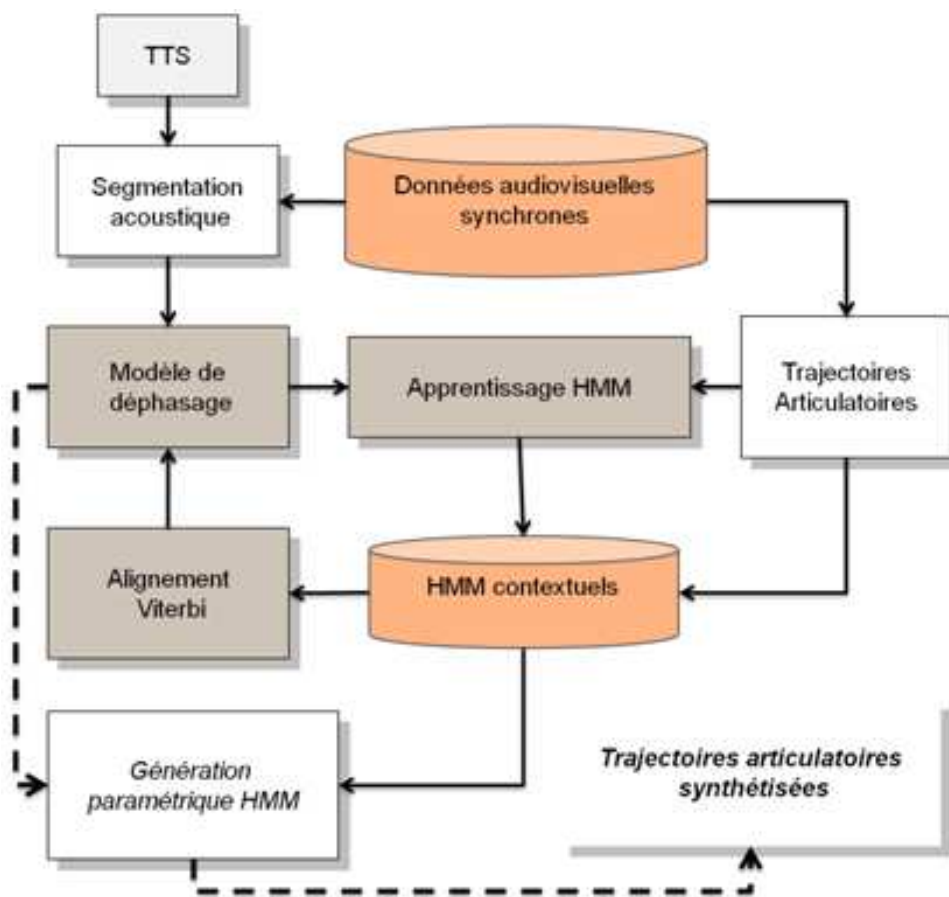 TTS
Segmentation
acoustique
Données audiovisuelles
synchrones
Modèle de
déphasage
Apprentissage HMM
Trajectoires
Articulatoires
Alignement
Viterbi
HMM contextuels
Génération
paramétrique HMM
Trajectoires articulatoires
synthétisées